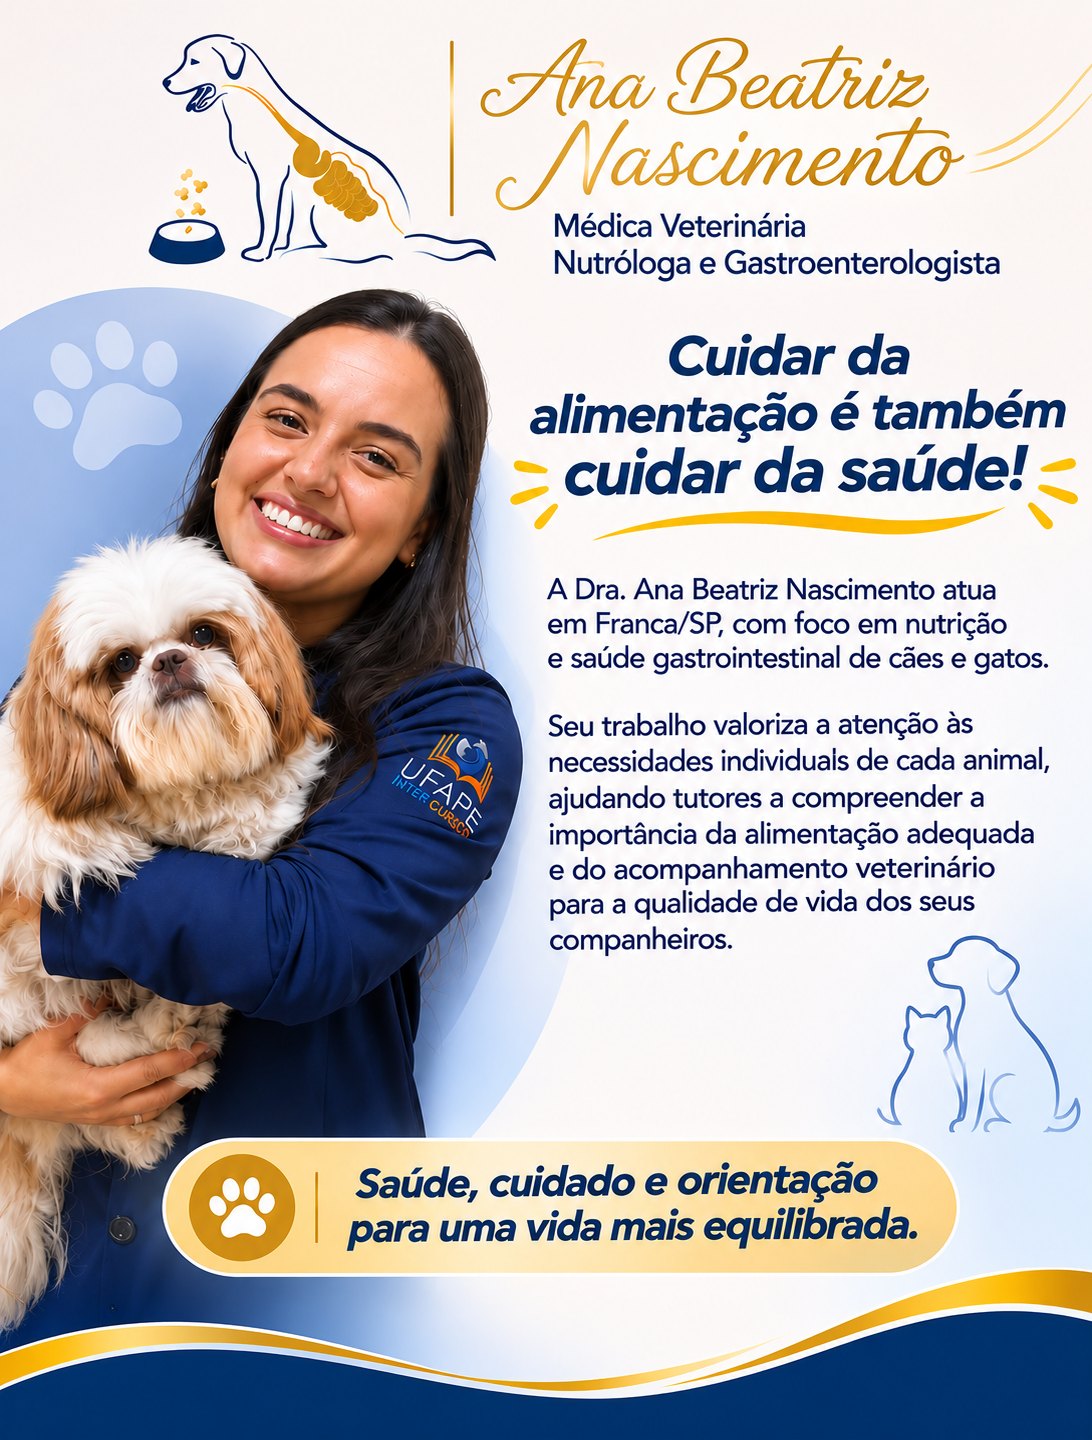 Ana Beatriz
Nascimento
Médica Veterinária
Nutróloga e Gastroenterologista
Cuidar da
alimentação é também
cuidar da saúde!
A Dra. Ana Beatriz Nascimento atua
em Franca/SP, com foco em nutrição
e saúde gastrointestinal de cães e gatos.
Seu trabalho valoriza a atenção às
necessidades individuais de cada animal,
ajudando tutores a compreender a
importância da alimentação adequada
e do acompanhamento veterinário
para a qualidade de vida dos seus
companheiros.
UFAPE
INTERCURSOS
Saúde, cuidado e orientação
para uma vida mais equilibrada.